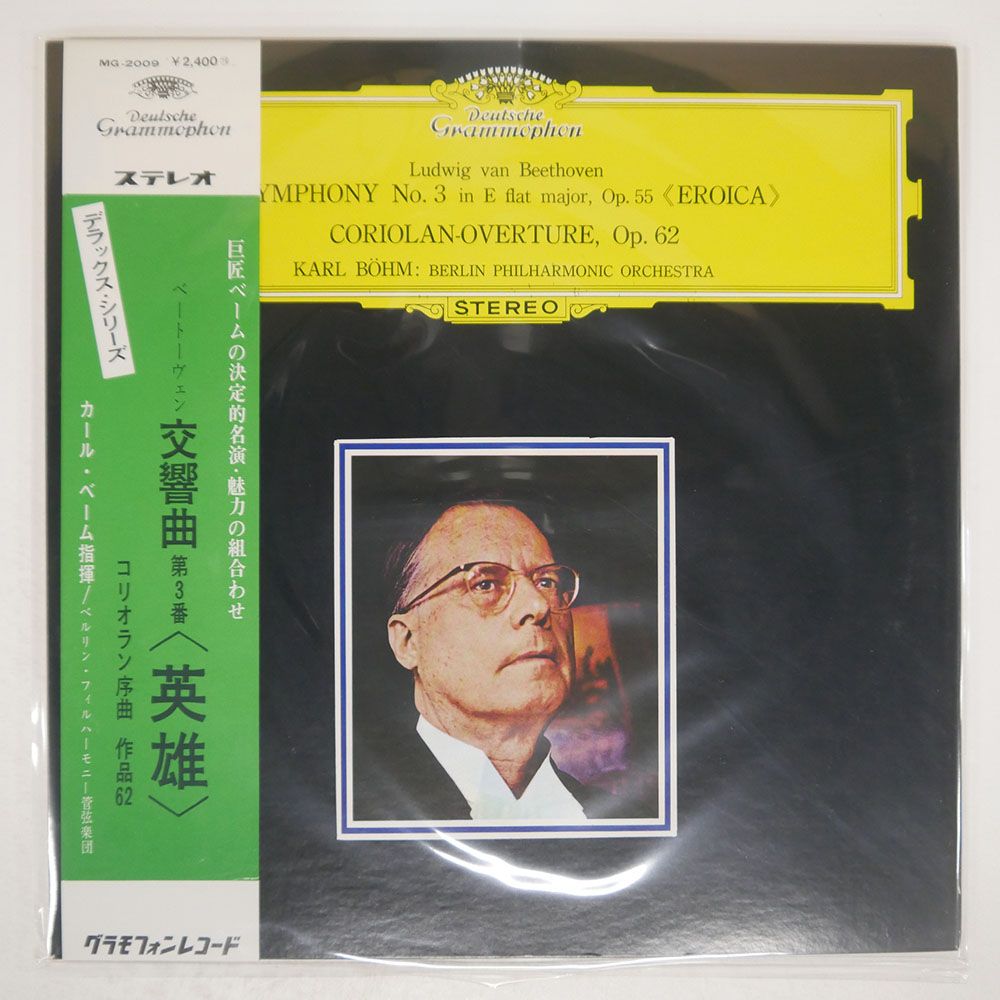 MG-2009 ¥2,400
Deutsche
Grammophon
ステレオ
デラックス・シリーズ
巨匠ベームの決定的名演・魅力の組合わせ
ベートーヴェン
交響曲第3番〈英雄〉
コリオラン序曲 作品62
カール・ベーム指揮/ベルリン・フィルハーモニー管弦楽団
グラモフォンレコード
Deutsche
Grammophon
Ludwig van Beethoven
YMPHONY No. 3 in E flat major, Op. 55《EROICA》
CORIOLAN-OVERTURE, Op. 62
KARL BÖHM: BERLIN PHILHARMONIC ORCHESTRA
STEREO